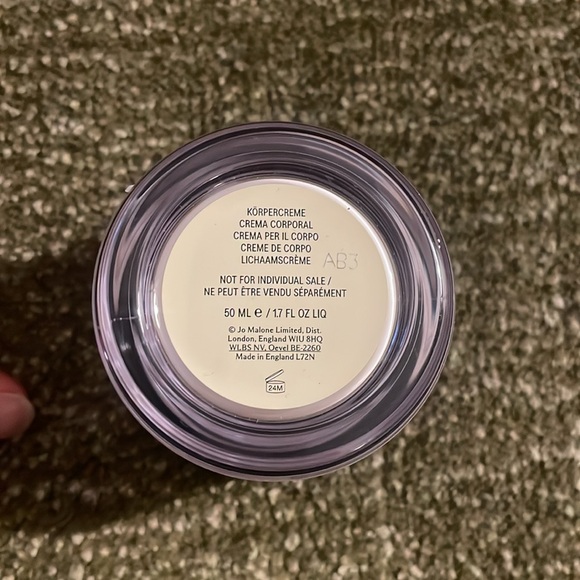 KÖRPERCREME
CREMA CORPORAL
CREMA PER IL CORPO
CREME DE CORPO
LICHAAMSCRÈME AB3
NOT FOR INDIVIDUAL SALE /
NE PEUT ÊTRE VENDU SÉPARÉMENT
50 ML ℮ / 1.7 FL OZ LIQ
© Jo Malone Limited, Dist.
London, England W1U 8HQ
WLBS NV, Oevel BE-2260
Made in England L72N
24M